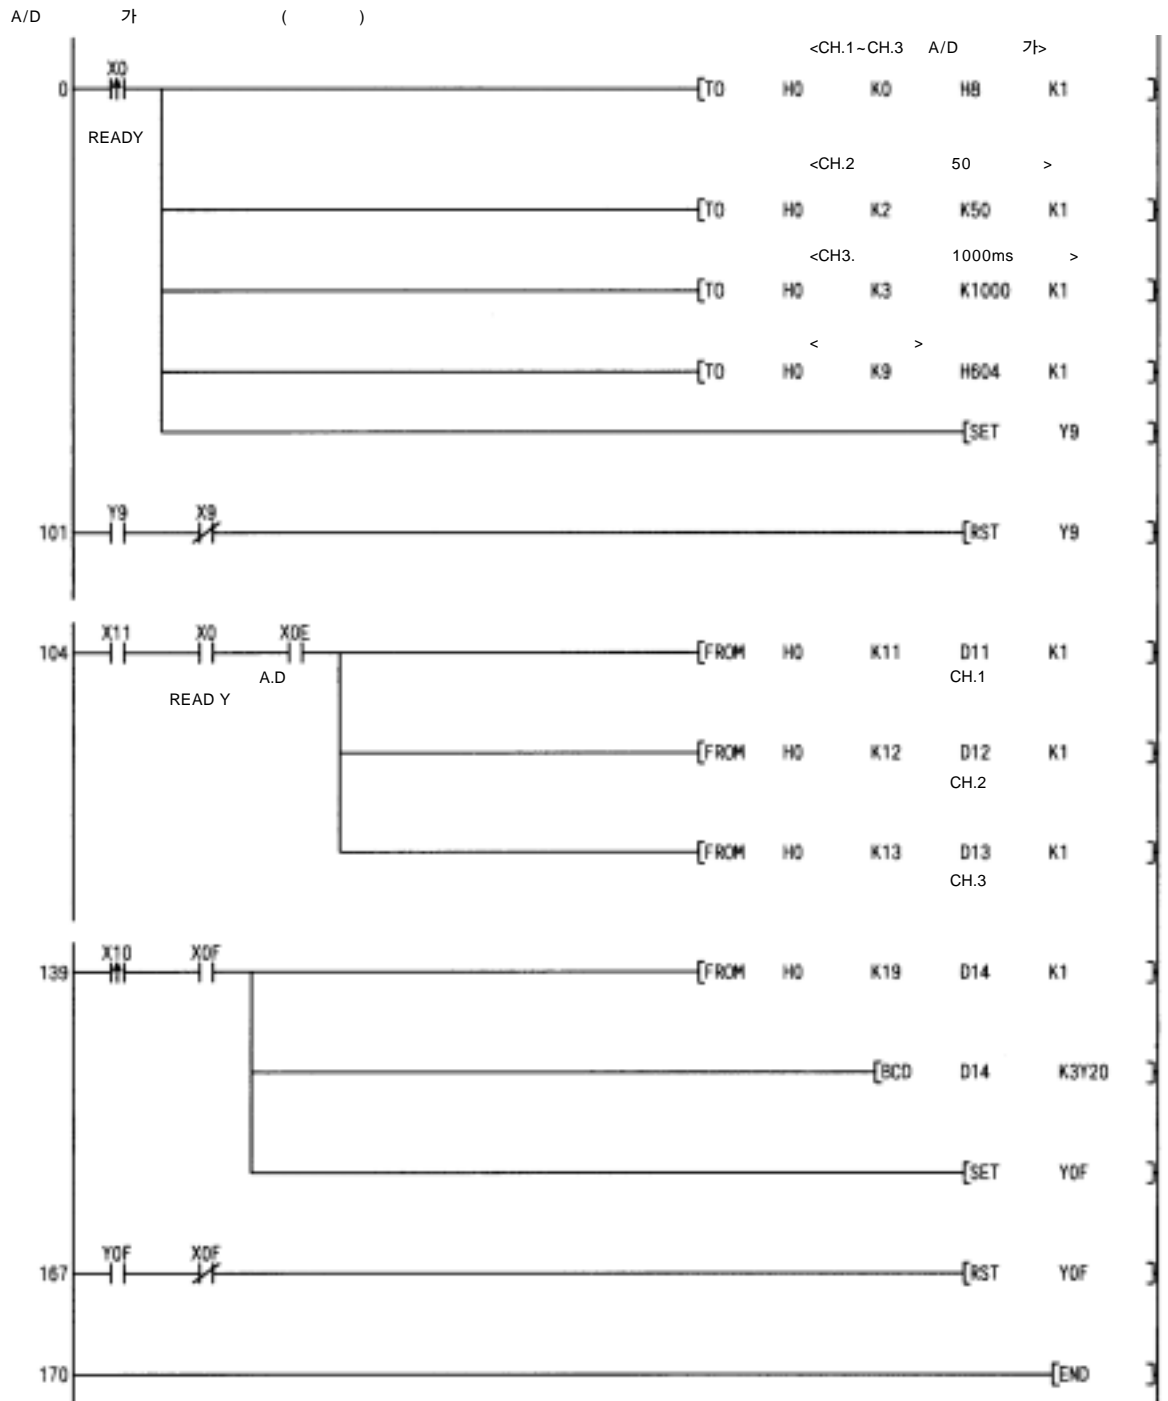 A/D 가 ( )
<CH.1~CH.3 A/D 가>
X0
0 [TO H0 K0 H8 K1 ]
READY
<CH.2 50 >
[TO H0 K2 K50 K1 ]
<CH3. 1000ms >
[TO H0 K3 K1000 K1 ]
< >
[TO H0 K9 H604 K1 ]
[SET Y9 ]
Y9 X9
101 [RST Y9 ]
X11 X0 X0E
104 [FROM H0 K11 D11 K1 ]
A.D CH.1
READ Y
[FROM H0 K12 D12 K1 ]
CH.2
[FROM H0 K13 D13 K1 ]
CH.3
X10 X0F
139 [FROM H0 K19 D14 K1 ]
[BCD D14 K3Y20 ]
[SET Y0F ]
Y0F X0F
167 [RST Y0F ]
170 [END ]